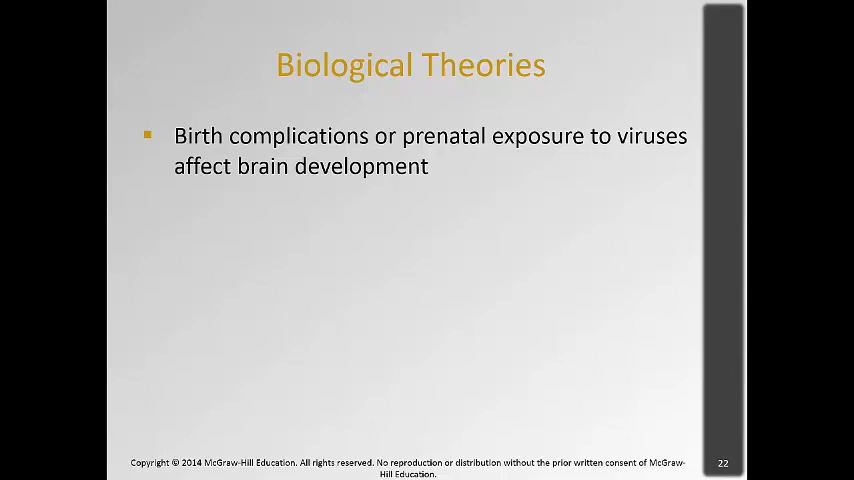 Biological Theories
▪ Birth complications or prenatal exposure to viruses
affect brain development
Copyright © 2014 McGraw-Hill Education. All rights reserved. No reproduction or distribution without the prior written consent of McGraw-
Hill Education.
22